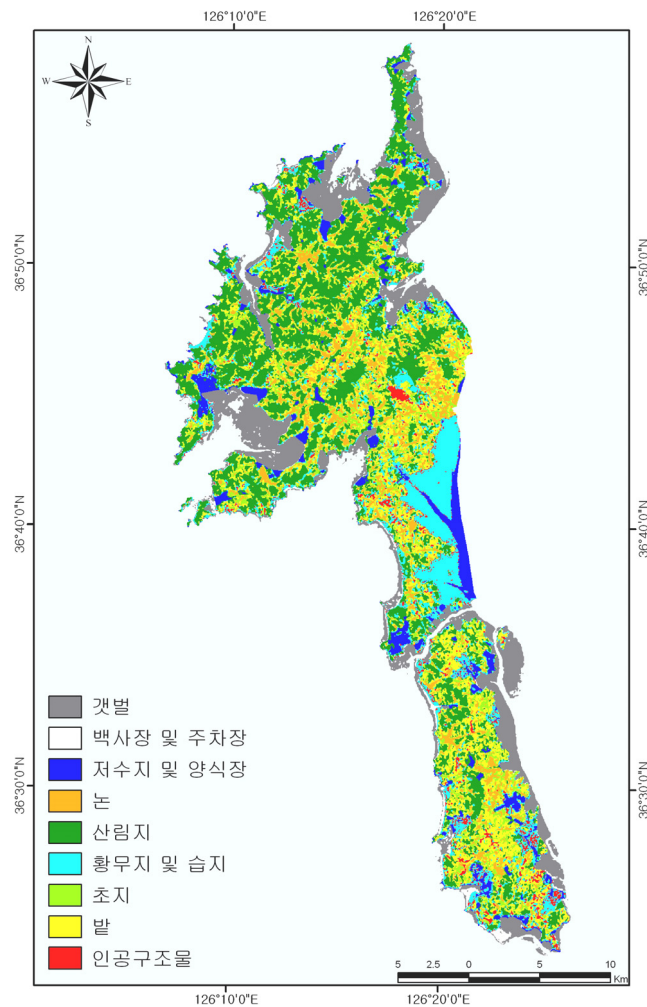 126°10'0"E 126°20'0"E
N
W E
S
36°50'0"N 36°50'0"N
36°40'0"N 36°40'0"N
36°30'0"N 36°30'0"N
갯벌
백사장 및 주차장
저수지 및 양식장
논
산림지
황무지 및 습지
초지
밭
인공구조물
5 2.5 0 5 10
Km
126°10'0"E 126°20'0"E